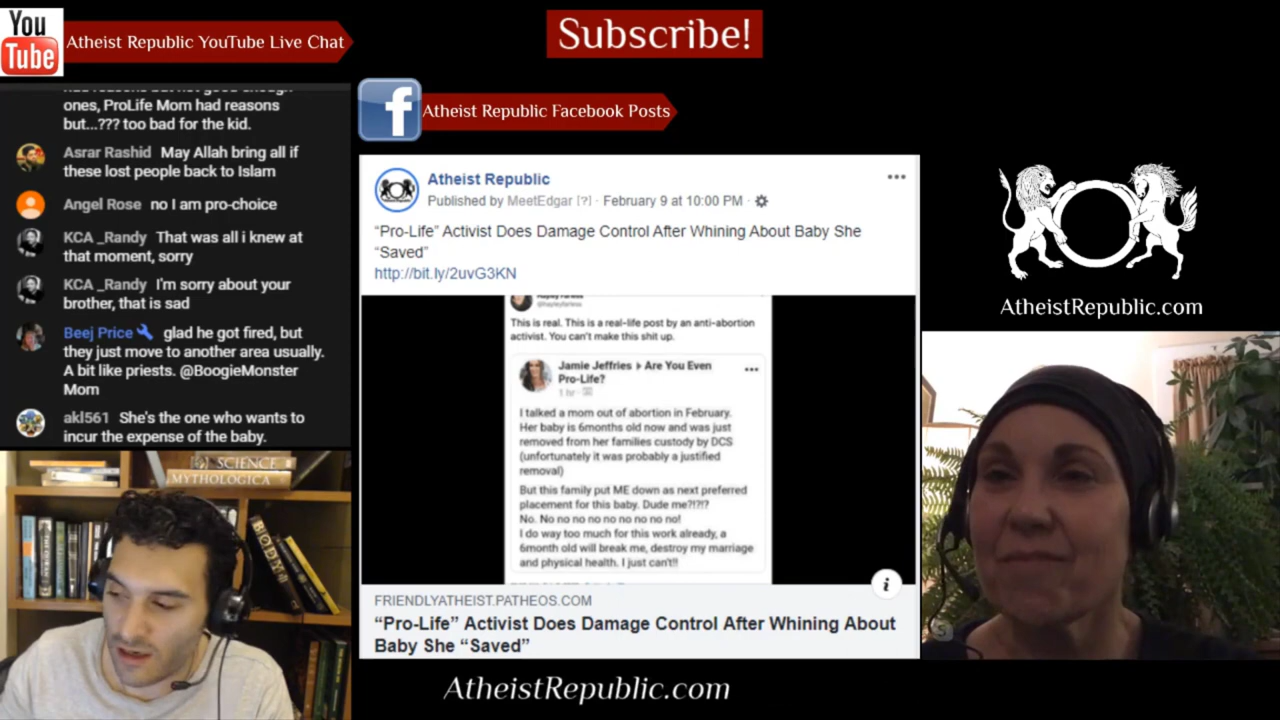 You
Tube
Atheist Republic YouTube Live Chat
Subscribe!
ones, ProLife Mom had reasons
but...??? too bad for the kid.
Asrar Rashid May Allah bring all if
these lost people back to Islam
Angel Rose no I am pro-choice
KCA _Randy That was all i knew at
that moment, sorry
KCA _Randy I'm sorry about your
brother, that is sad
Beej Price glad he got fired, but
they just move to another area usually.
A bit like priests. @BoogieMonster
Mom
akl561 She's the one who wants to
incur the expense of the baby.
f
Atheist Republic Facebook Posts
Atheist Republic
Published by MeetEdgar [?] · February 9 at 10:00 PM ·
“Pro-Life” Activist Does Damage Control After Whining About Baby She
“Saved”
http://bit.ly/2uvG3KN
This is real. This is a real-life post by an anti-abortion
activist. You can't make this shit up.
Jamie Jeffries ▸ Are You Even
Pro-Life?
1 hr ·
I talked a mom out of abortion in February.
Her baby is 6months old now and was just
removed from her families custody by DCS
(unfortunately it was probably a justified
removal)
But this family put ME down as next preferred
placement for this baby. Dude me?!?!?
No. No no no no no no no no!
I do way too much for this work already, a
6month old will break me, destroy my marriage
and physical health. I just can't!!
i
FRIENDLYATHEIST.PATHEOS.COM
“Pro-Life” Activist Does Damage Control After Whining About
Baby She “Saved”
AtheistRepublic.com
SCIENCE
MYTHOLOGICA
AtheistRepublic.com